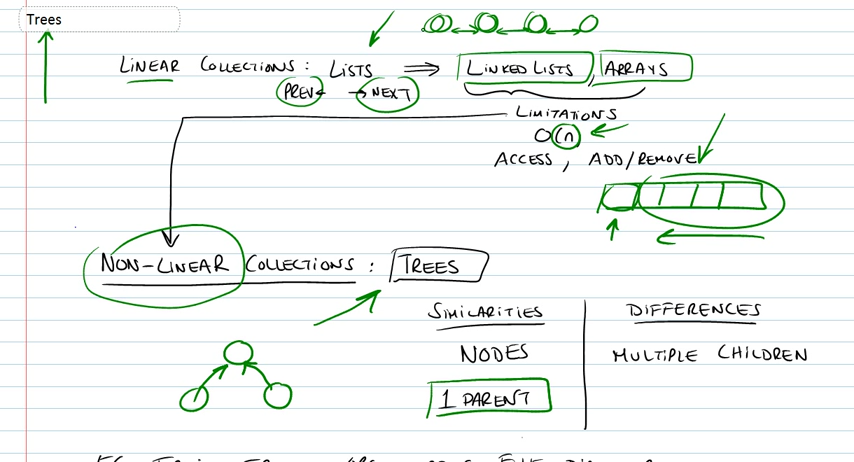 Trees
LINEAR COLLECTIONS: LISTS ⇒ LINKED LISTS, ARRAYS
PREV← →NEXT
LIMITATIONS
O(n)
ACCESS, ADD/REMOVE
NON-LINEAR COLLECTIONS: TREES
SIMILARITIES DIFFERENCES
NODES MULTIPLE CHILDREN
1 PARENT